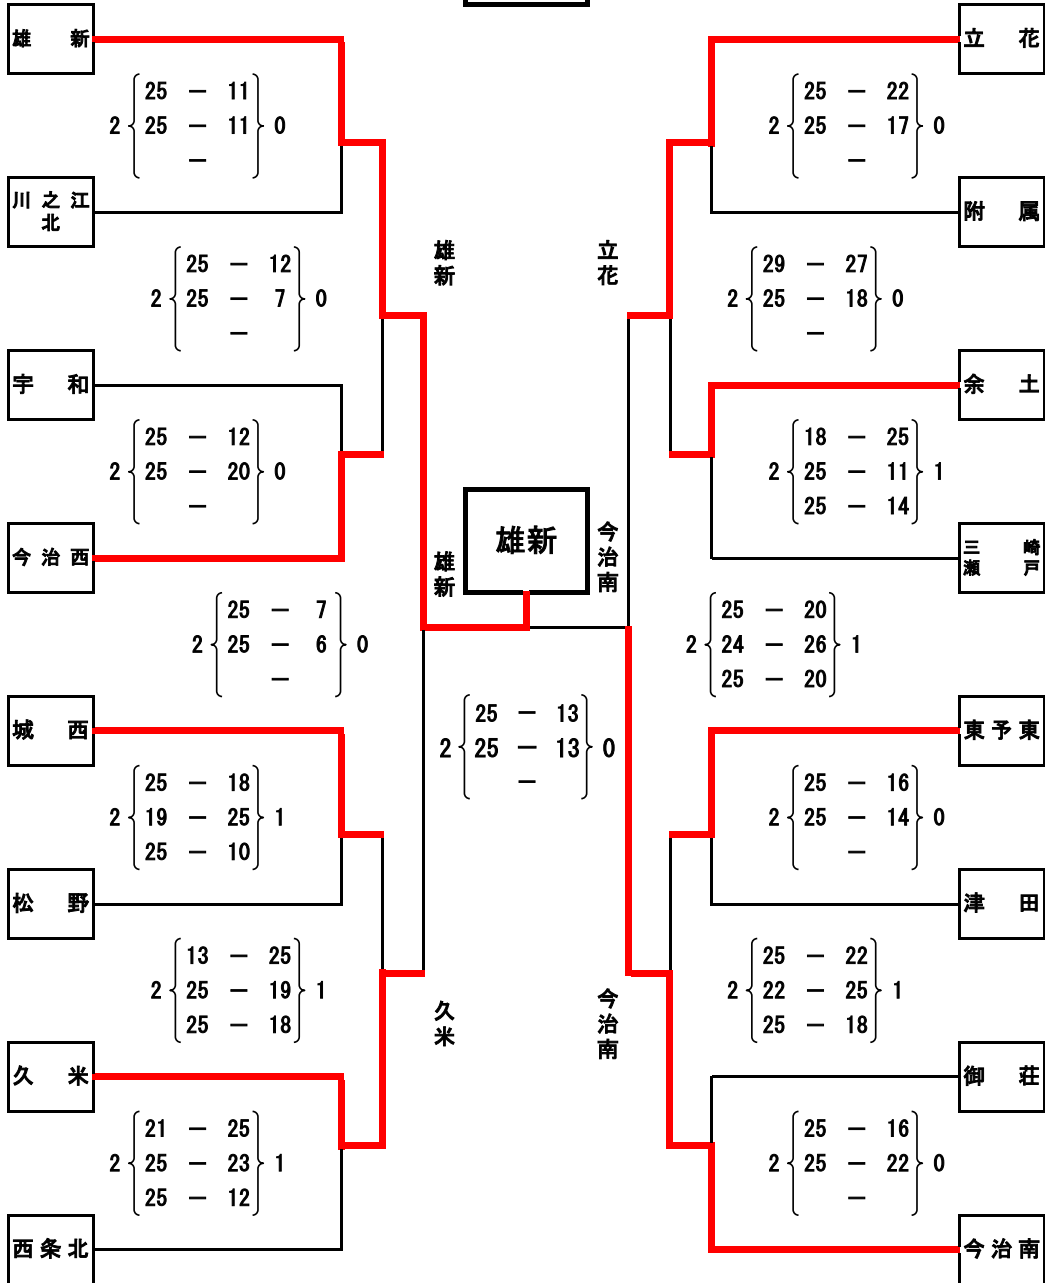 雄新
立花
25 － 11
2 25 － 11 0
－
25 － 22
2 25 － 17 0
－
川之江
北
附属
雄新
立花
25 － 12
2 25 － 7 0
－
29 － 27
2 25 － 18 0
－
宇和
余土
25 － 12
2 25 － 20 0
－
18 － 25
2 25 － 11 1
25 － 14
雄新
雄新
今治南
今治西
三崎
瀬戸
25 － 7
2 25 － 6 0
－
25 － 20
2 24 － 26 1
25 － 20
25 － 13
2 25 － 13 0
－
城西
東予東
25 － 18
2 19 － 25 1
25 － 10
25 － 16
2 25 － 14 0
－
松野
津田
13 － 25
2 25 － 19 1
25 － 18
25 － 22
2 22 － 25 1
25 － 18
久米
今治南
久米
御荘
21 － 25
2 25 － 23 1
25 － 12
25 － 16
2 25 － 22 0
－
西条北
今治南